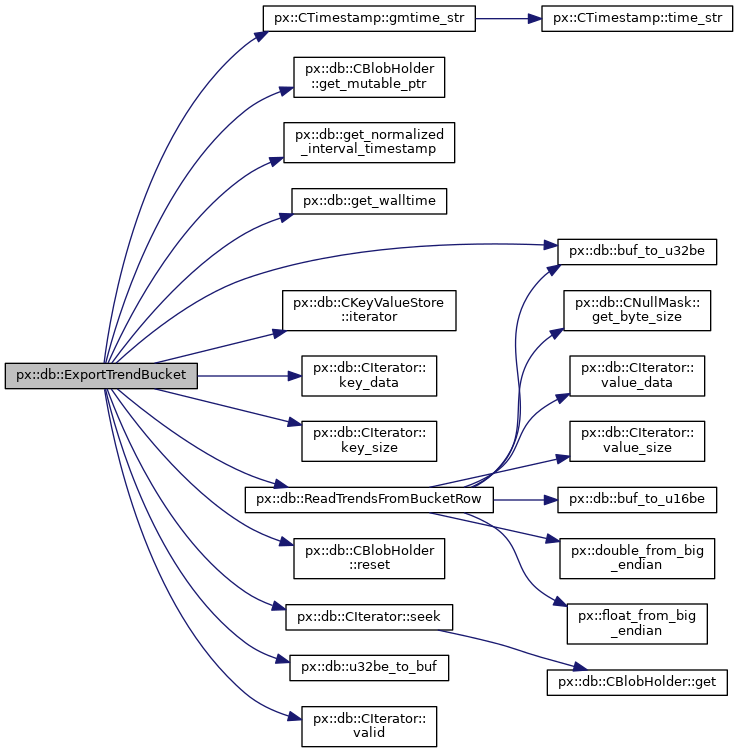 px::CTimestamp::gmtime_str
px::CTimestamp::time_str
px::db::CBlobHolder
::get_mutable_ptr
px::db::get_normalized
_interval_timestamp
px::db::get_walltime
px::db::buf_to_u32be
px::db::CKeyValueStore
::iterator
px::db::CNullMask::
get_byte_size
px::db::ExportTrendBucket
px::db::CIterator::
key_data
px::db::CIterator::
value_data
px::db::CIterator::
key_size
px::db::CIterator::
value_size
px::db::ReadTrendsFromBucketRow
px::db::buf_to_u16be
px::db::CBlobHolder
::reset
px::double_from_big
_endian
px::db::CIterator::seek
px::float_from_big
_endian
px::db::u32be_to_buf
px::db::CBlobHolder::get
px::db::CIterator::
valid